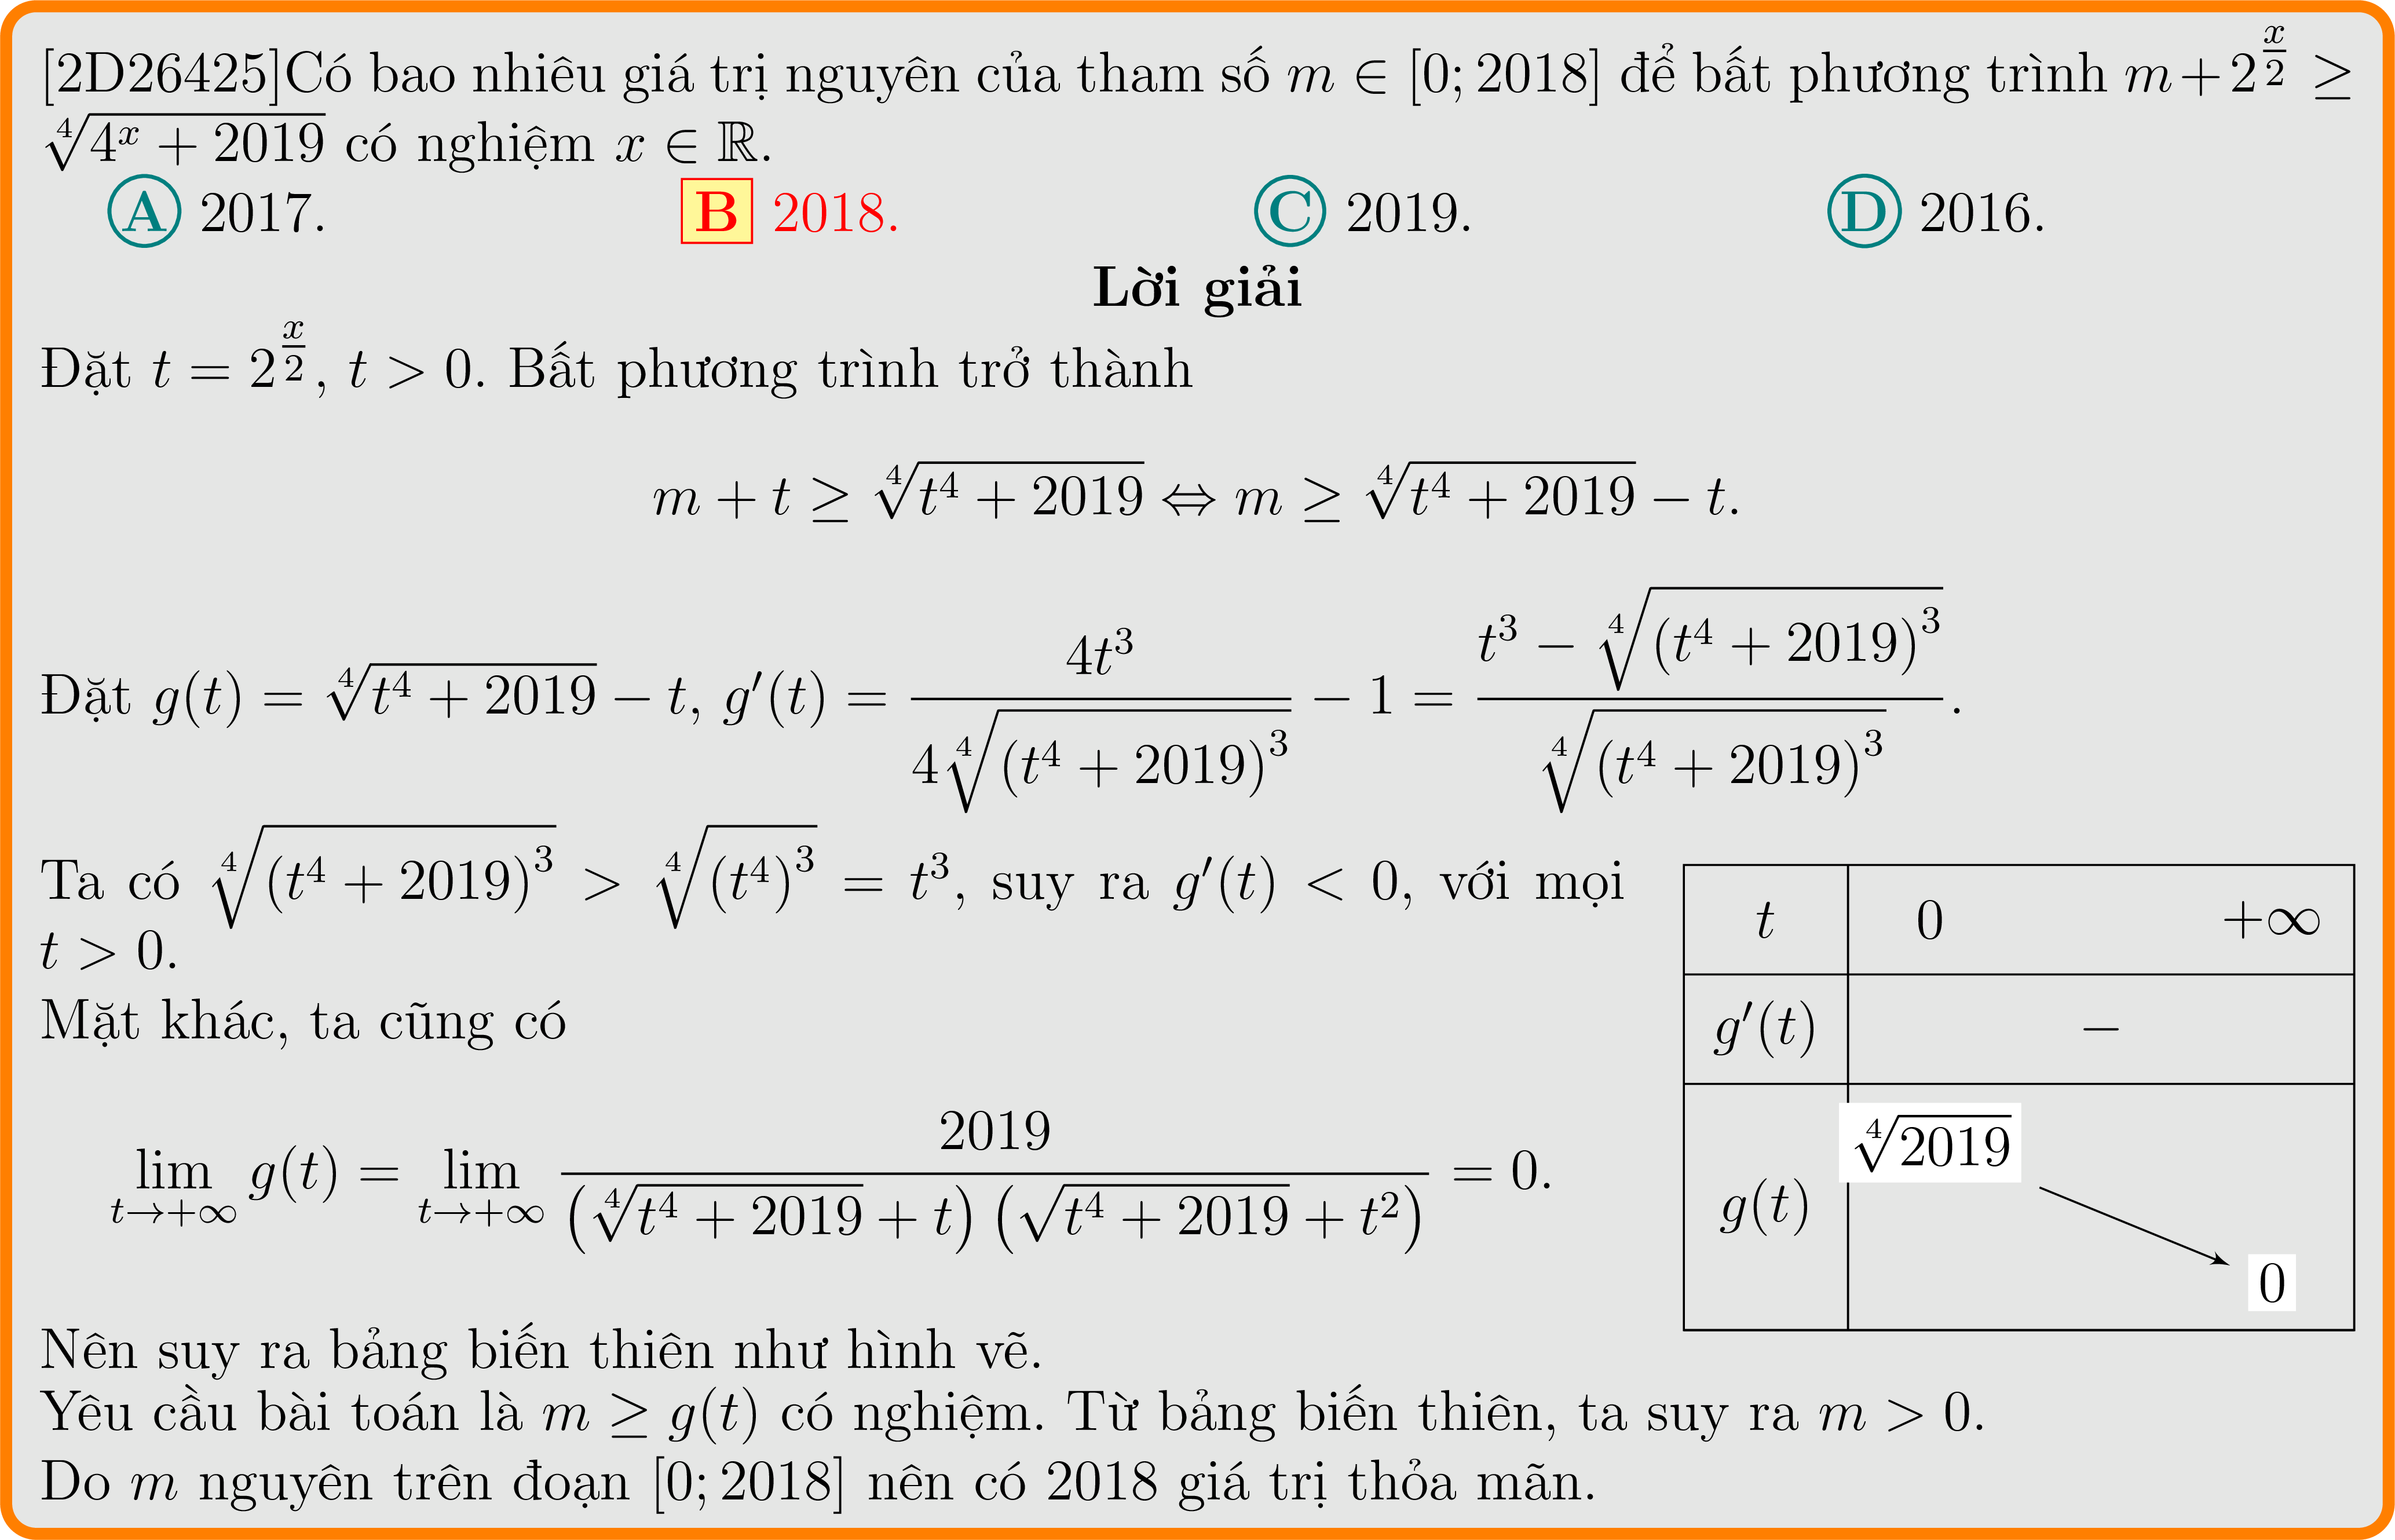 [2D26425]Có bao nhiêu giá trị nguyên của tham số $m \in [0; 2018]$ để bất phương trình $m + 2^{\frac{x}{2}} \geq$
$\sqrt[4]{4^x + 2019}$ có nghiệm $x \in \mathbb{R}$.
A 2017. B 2018. C 2019. D 2016.
Lời giải
Đặt $t = 2^{\frac{x}{2}}$, $t > 0$. Bất phương trình trở thành
$m + t \geq \sqrt[4]{t^4 + 2019} \Leftrightarrow m \geq \sqrt[4]{t^4 + 2019} - t.$
Đặt $g(t) = \sqrt[4]{t^4 + 2019} - t$, $g'(t) = \frac{4t^3}{4\sqrt[4]{(t^4 + 2019)^3}} - 1 = \frac{t^3 - \sqrt[4]{(t^4 + 2019)^3}}{\sqrt[4]{(t^4 + 2019)^3}}$.
Ta có $\sqrt[4]{(t^4 + 2019)^3} > \sqrt[4]{(t^4)^3} = t^3$, suy ra $g'(t) < 0$, với mọi
$t > 0$.
Mặt khác, ta cũng có
$\lim_{t \to +\infty} g(t) = \lim_{t \to +\infty} \frac{2019}{(\sqrt[4]{t^4 + 2019} + t)(\sqrt{t^4 + 2019} + t^2)} = 0.$
$t$ $0$ $+\infty$
$g'(t)$ $-$
$\sqrt[4]{2019}$
$g(t)$
$0$
Nên suy ra bảng biến thiên như hình vẽ.
Yêu cầu bài toán là $m \geq g(t)$ có nghiệm. Từ bảng biến thiên, ta suy ra $m > 0$.
Do $m$ nguyên trên đoạn $[0; 2018]$ nên có 2018 giá trị thỏa mãn.